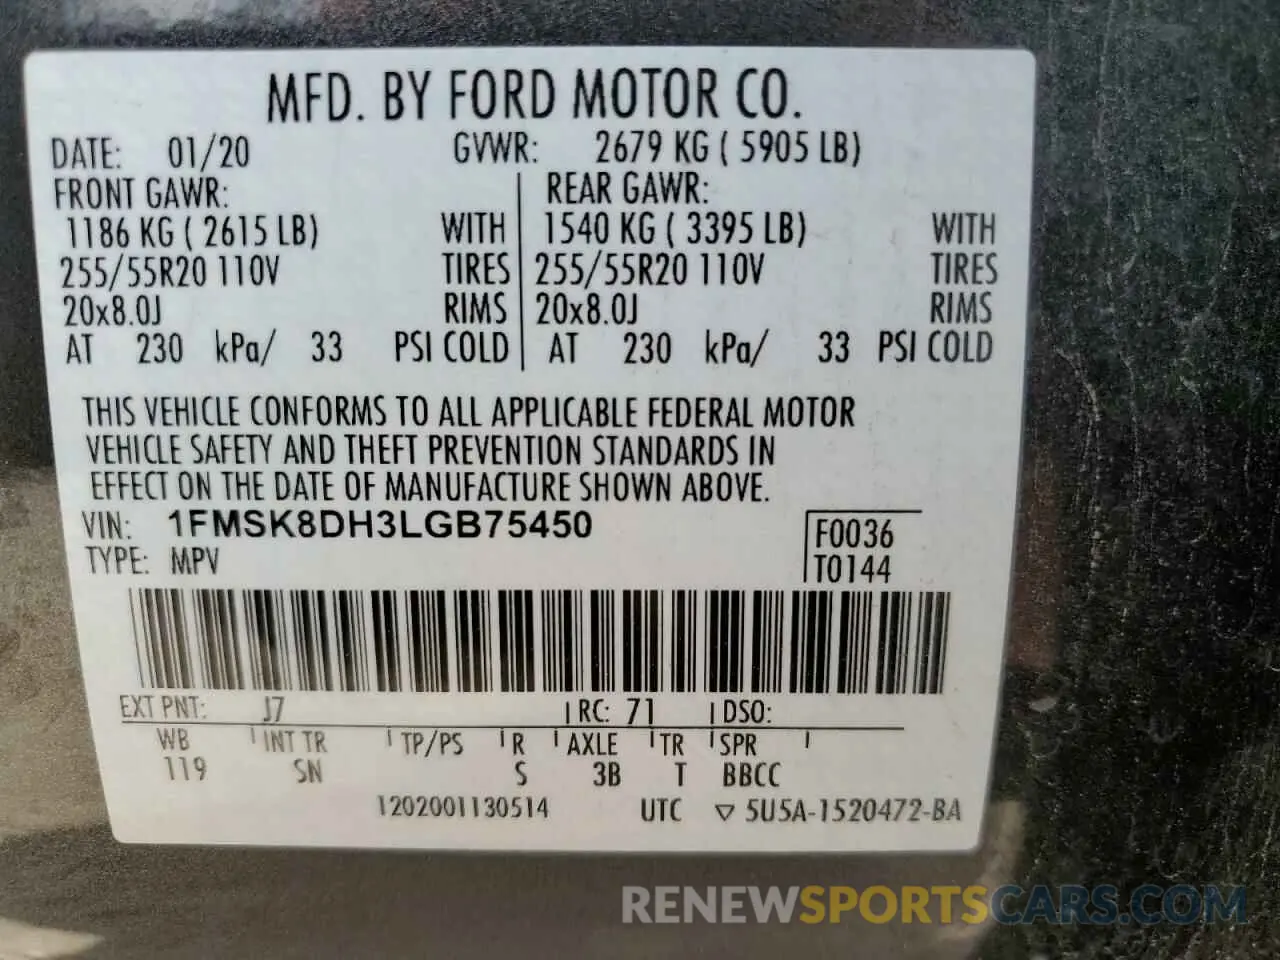 MFD. BY FORD MOTOR CO.
DATE: 01/20 GVWR: 2679 KG ( 5905 LB)
FRONT GAWR: REAR GAWR:
1186 KG ( 2615 LB) WITH 1540 KG ( 3395 LB) WITH
255/55R20 110V TIRES 255/55R20 110V TIRES
20x8.0J RIMS 20x8.0J RIMS
AT 230 kPa/ 33 PSI COLD AT 230 kPa/ 33 PSI COLD
THIS VEHICLE CONFORMS TO ALL APPLICABLE FEDERAL MOTOR
VEHICLE SAFETY AND THEFT PREVENTION STANDARDS IN
EFFECT ON THE DATE OF MANUFACTURE SHOWN ABOVE.
VIN: 1FMSK8DH3LGB75450
F0036
TYPE: MPV T0144
EXT PNT: J7 RC: 71 DSO:
WB INT TR TP/PS R AXLE TR SPR
119 SN S 3B T BBCC
1202001130514 UTC ▽ 5U5A-1520472-BA
RENEWSPORTSCARS.COM